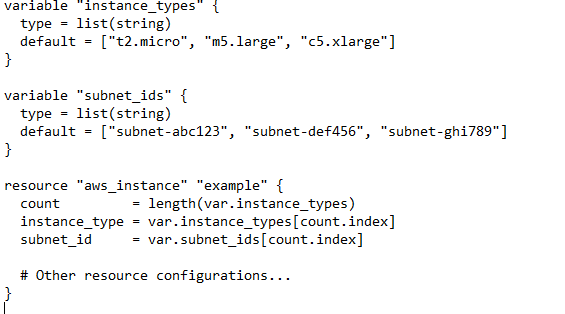 variable "instance_types" {
  type = list(string)
  default = ["t2.micro", "m5.large", "c5.xlarge"]
}

variable "subnet_ids" {
  type = list(string)
  default = ["subnet-abc123", "subnet-def456", "subnet-ghi789"]
}

resource "aws_instance" "example" {
  count         = length(var.instance_types)
  instance_type = var.instance_types[count.index]
  subnet_id     = var.subnet_ids[count.index]

  # Other resource configurations...
}